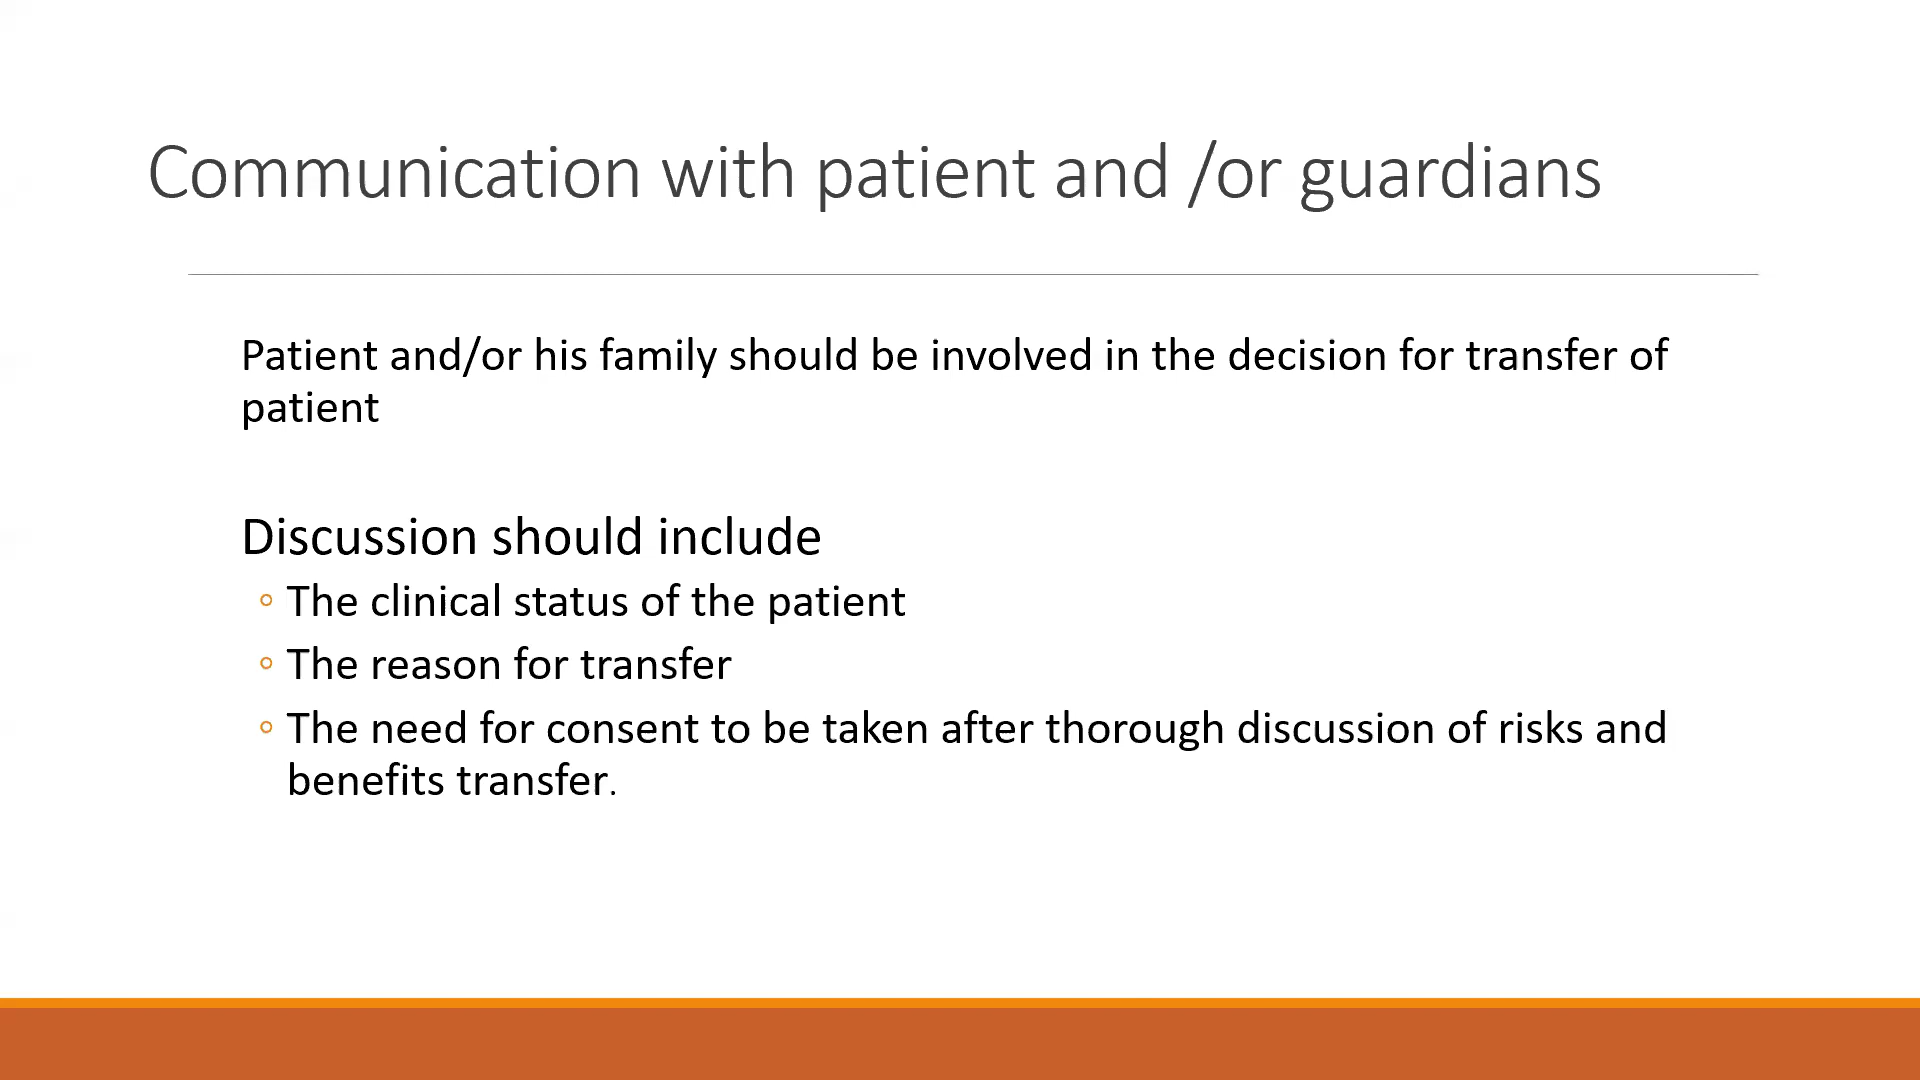 Communication with patient and /or guardians
Patient and/or his family should be involved in the decision for transfer of
patient
Discussion should include
◦ The clinical status of the patient
◦ The reason for transfer
◦ The need for consent to be taken after thorough discussion of risks and
benefits transfer.